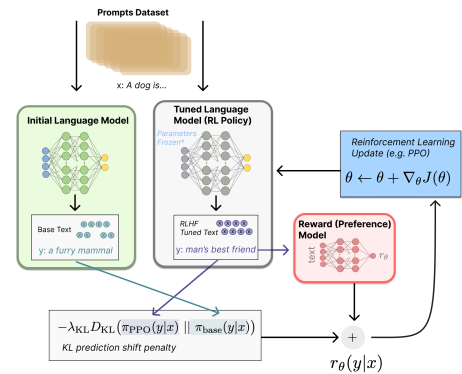 Prompts Dataset
x: A dog is...
Initial Language Model
Tuned Language
Model (RL Policy)
Parameters
Frozen*
Reinforcement Learning
Update (e.g. PPO)
θ ← θ + ∇θJ(θ)
Base Text
y: a furry mammal
RLHF
Tuned Text
y: man's best friend
Reward (Preference)
Model
text
rθ
−λKL DKL(πPPO(y|x) || πbase(y|x))
KL prediction shift penalty
+
rθ(y|x)